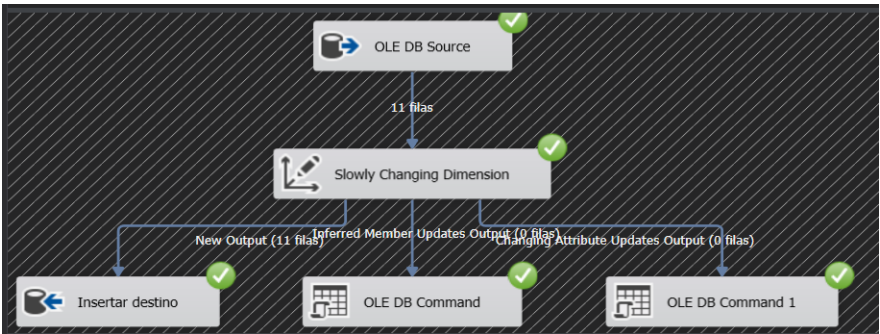 OLE DB Source
11 filas
Slowly Changing Dimension
New Output (11 filas)
Inferred Member Updates Output (0 filas)
Changing Attribute Updates Output (0 filas)
Insertar destino
OLE DB Command
OLE DB Command 1